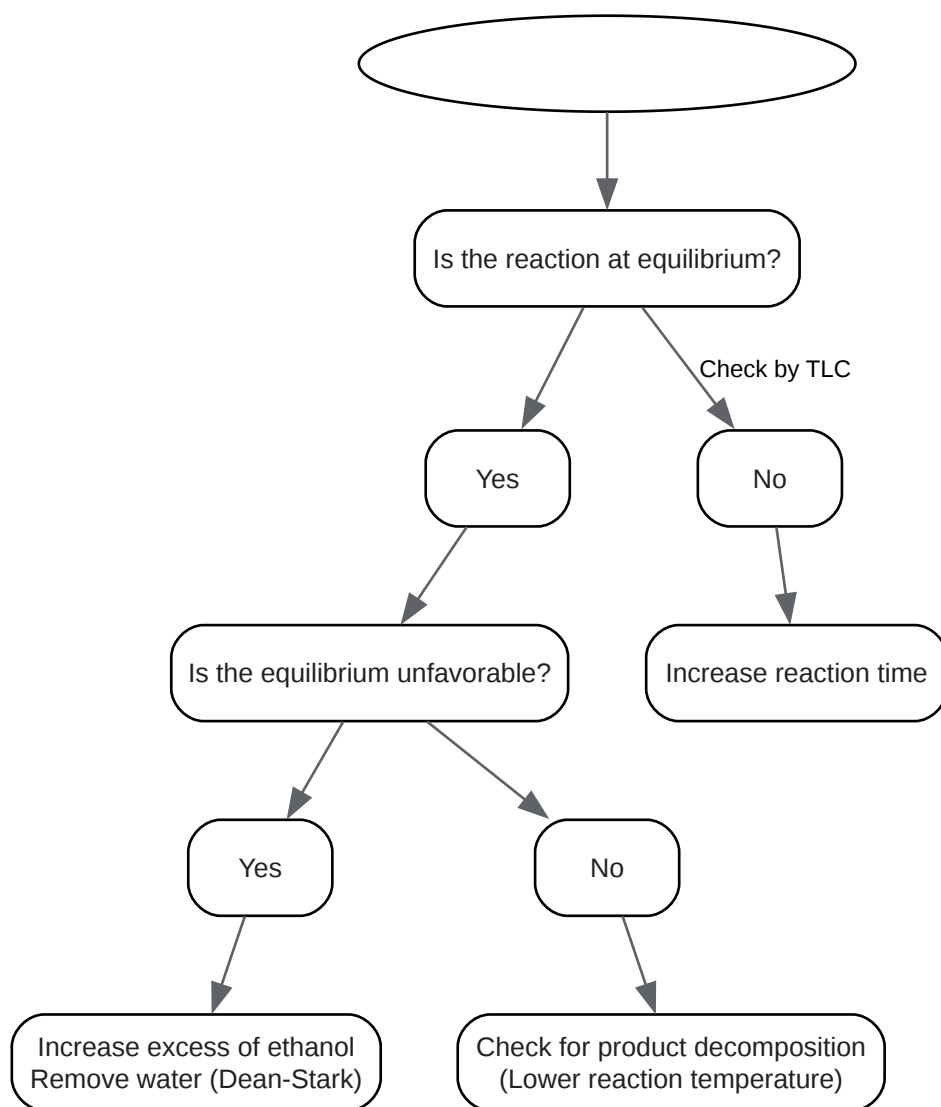 Is the reaction at equilibrium?
Check by TLC
Yes
No
Is the equilibrium unfavorable?
Increase reaction time
Yes
No
Increase excess of ethanol
Remove water (Dean-Stark)
Check for product decomposition
(Lower reaction temperature)